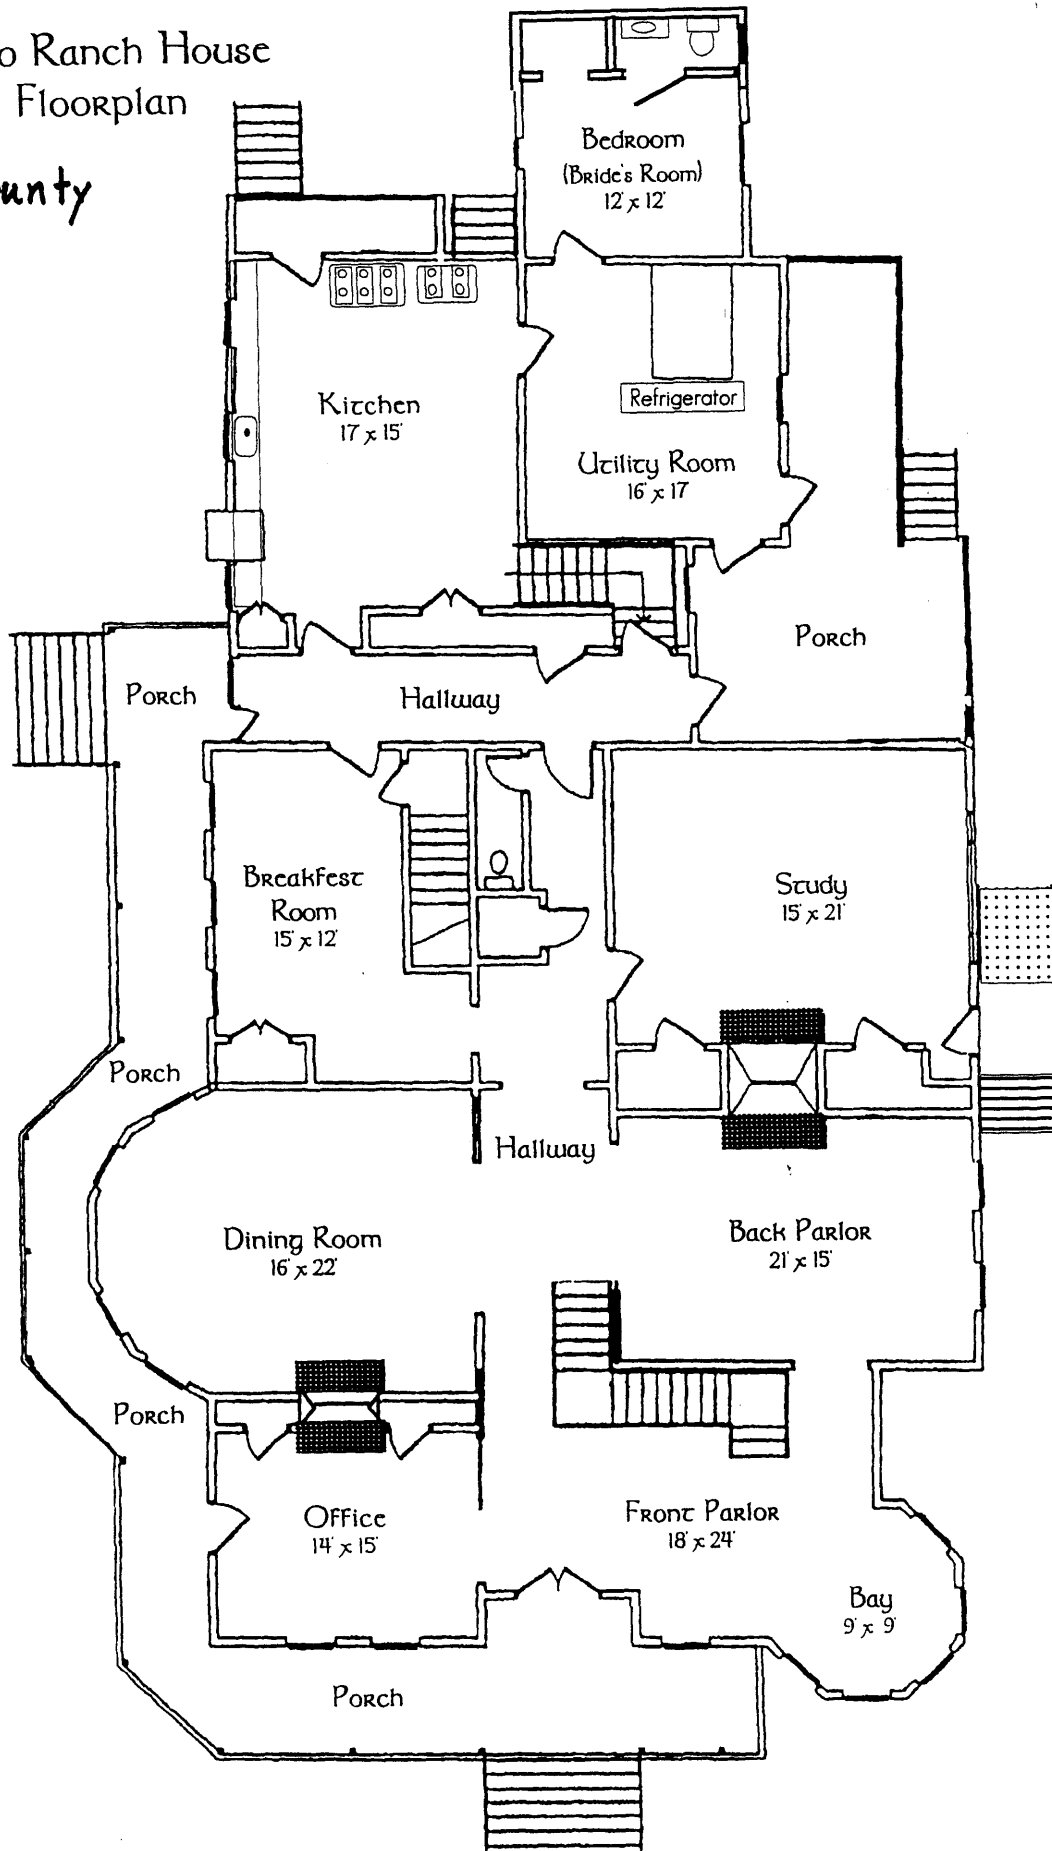 o Ranch House
Floorplan
unty
Bedroom
(Bride's Room)
12' x 12'
Kitchen
17 x 15'
Refrigerator
Utility Room
16' x 17
Porch
Porch
Hallway
Breakfest
Room
15' x 12'
Study
15' x 21'
Porch
Hallway
Dining Room
16' x 22'
Back Parlor
21' x 15'
Porch
Office
14' x 15'
Front Parlor
18' x 24'
Bay
9' x 9'
Porch